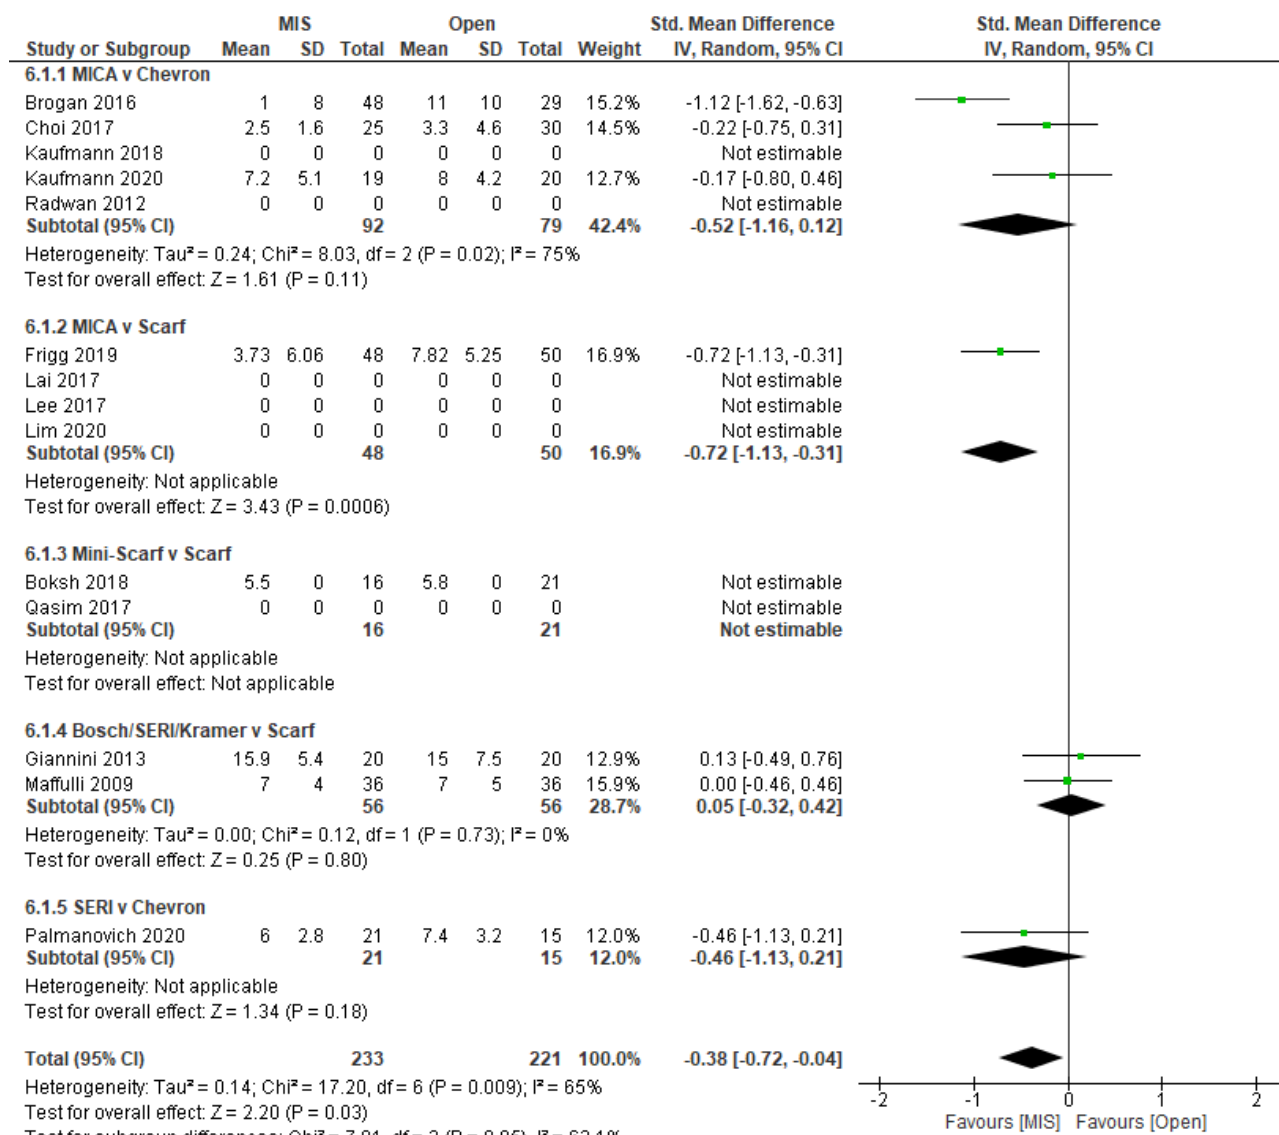 MIS Open Std. Mean Difference Std. Mean Difference
Study or Subgroup Mean SD Total Mean SD Total Weight IV, Random, 95% CI IV, Random, 95% CI
6.1.1 MICA v Chevron
Brogan 2016 1 8 48 11 10 29 15.2% -1.12 [-1.62, -0.63]
Choi 2017 2.5 1.6 25 3.3 4.6 30 14.5% -0.22 [-0.75, 0.31]
Kaufmann 2018 0 0 0 0 0 0 Not estimable
Kaufmann 2020 7.2 5.1 19 8 4.2 20 12.7% -0.17 [-0.80, 0.46]
Radwan 2012 0 0 0 0 0 0 Not estimable
Subtotal (95% CI) 92 79 42.4% -0.52 [-1.16, 0.12]
Heterogeneity: Tau² = 0.24; Chi² = 8.03, df = 2 (P = 0.02); I² = 75%
Test for overall effect: Z = 1.61 (P = 0.11)
6.1.2 MICA v Scarf
Frigg 2019 3.73 6.06 48 7.82 5.25 50 16.9% -0.72 [-1.13, -0.31]
Lai 2017 0 0 0 0 0 0 Not estimable
Lee 2017 0 0 0 0 0 0 Not estimable
Lim 2020 0 0 0 0 0 0 Not estimable
Subtotal (95% CI) 48 50 16.9% -0.72 [-1.13, -0.31]
Heterogeneity: Not applicable
Test for overall effect: Z = 3.43 (P = 0.0006)
6.1.3 Mini-Scarf v Scarf
Boksh 2018 5.5 0 16 5.8 0 21 Not estimable
Qasim 2017 0 0 0 0 0 0 Not estimable
Subtotal (95% CI) 16 21 Not estimable
Heterogeneity: Not applicable
Test for overall effect: Not applicable
6.1.4 Bosch/SERI/Kramer v Scarf
Giannini 2013 15.9 5.4 20 15 7.5 20 12.9% 0.13 [-0.49, 0.76]
Maffulli 2009 7 4 36 7 5 36 15.9% 0.00 [-0.46, 0.46]
Subtotal (95% CI) 56 56 28.7% 0.05 [-0.32, 0.42]
Heterogeneity: Tau² = 0.00; Chi² = 0.12, df = 1 (P = 0.73); I² = 0%
Test for overall effect: Z = 0.25 (P = 0.80)
6.1.5 SERI v Chevron
Palmanovich 2020 6 2.8 21 7.4 3.2 15 12.0% -0.46 [-1.13, 0.21]
Subtotal (95% CI) 21 15 12.0% -0.46 [-1.13, 0.21]
Heterogeneity: Not applicable
Test for overall effect: Z = 1.34 (P = 0.18)
Total (95% CI) 233 221 100.0% -0.38 [-0.72, -0.04]
Heterogeneity: Tau² = 0.14; Chi² = 17.20, df = 6 (P = 0.009); I² = 65%
-2 -1 0 1 2
Test for overall effect: Z = 2.20 (P = 0.03)
Favours [MIS] Favours [Open]